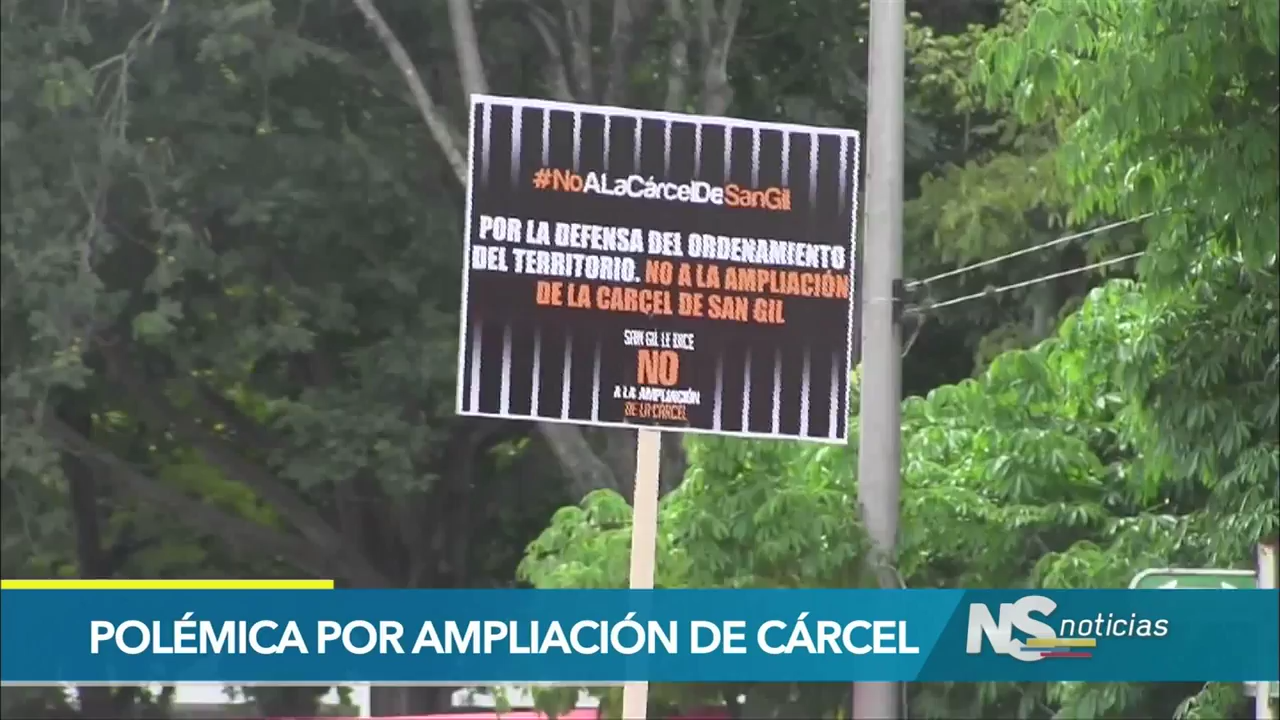 #NoALaCárcelDeSanGil
POR LA DEFENSA DEL ORDENAMIENTO
DEL TERRITORIO. NO A LA AMPLIACIÓN
DE LA CARCEL DE SAN GIL
SAN GIL LE DICE
NO
A LA AMPLIACIÓN
DE LA CARCEL
POLÉMICA POR AMPLIACIÓN DE CÁRCEL
NS noticias